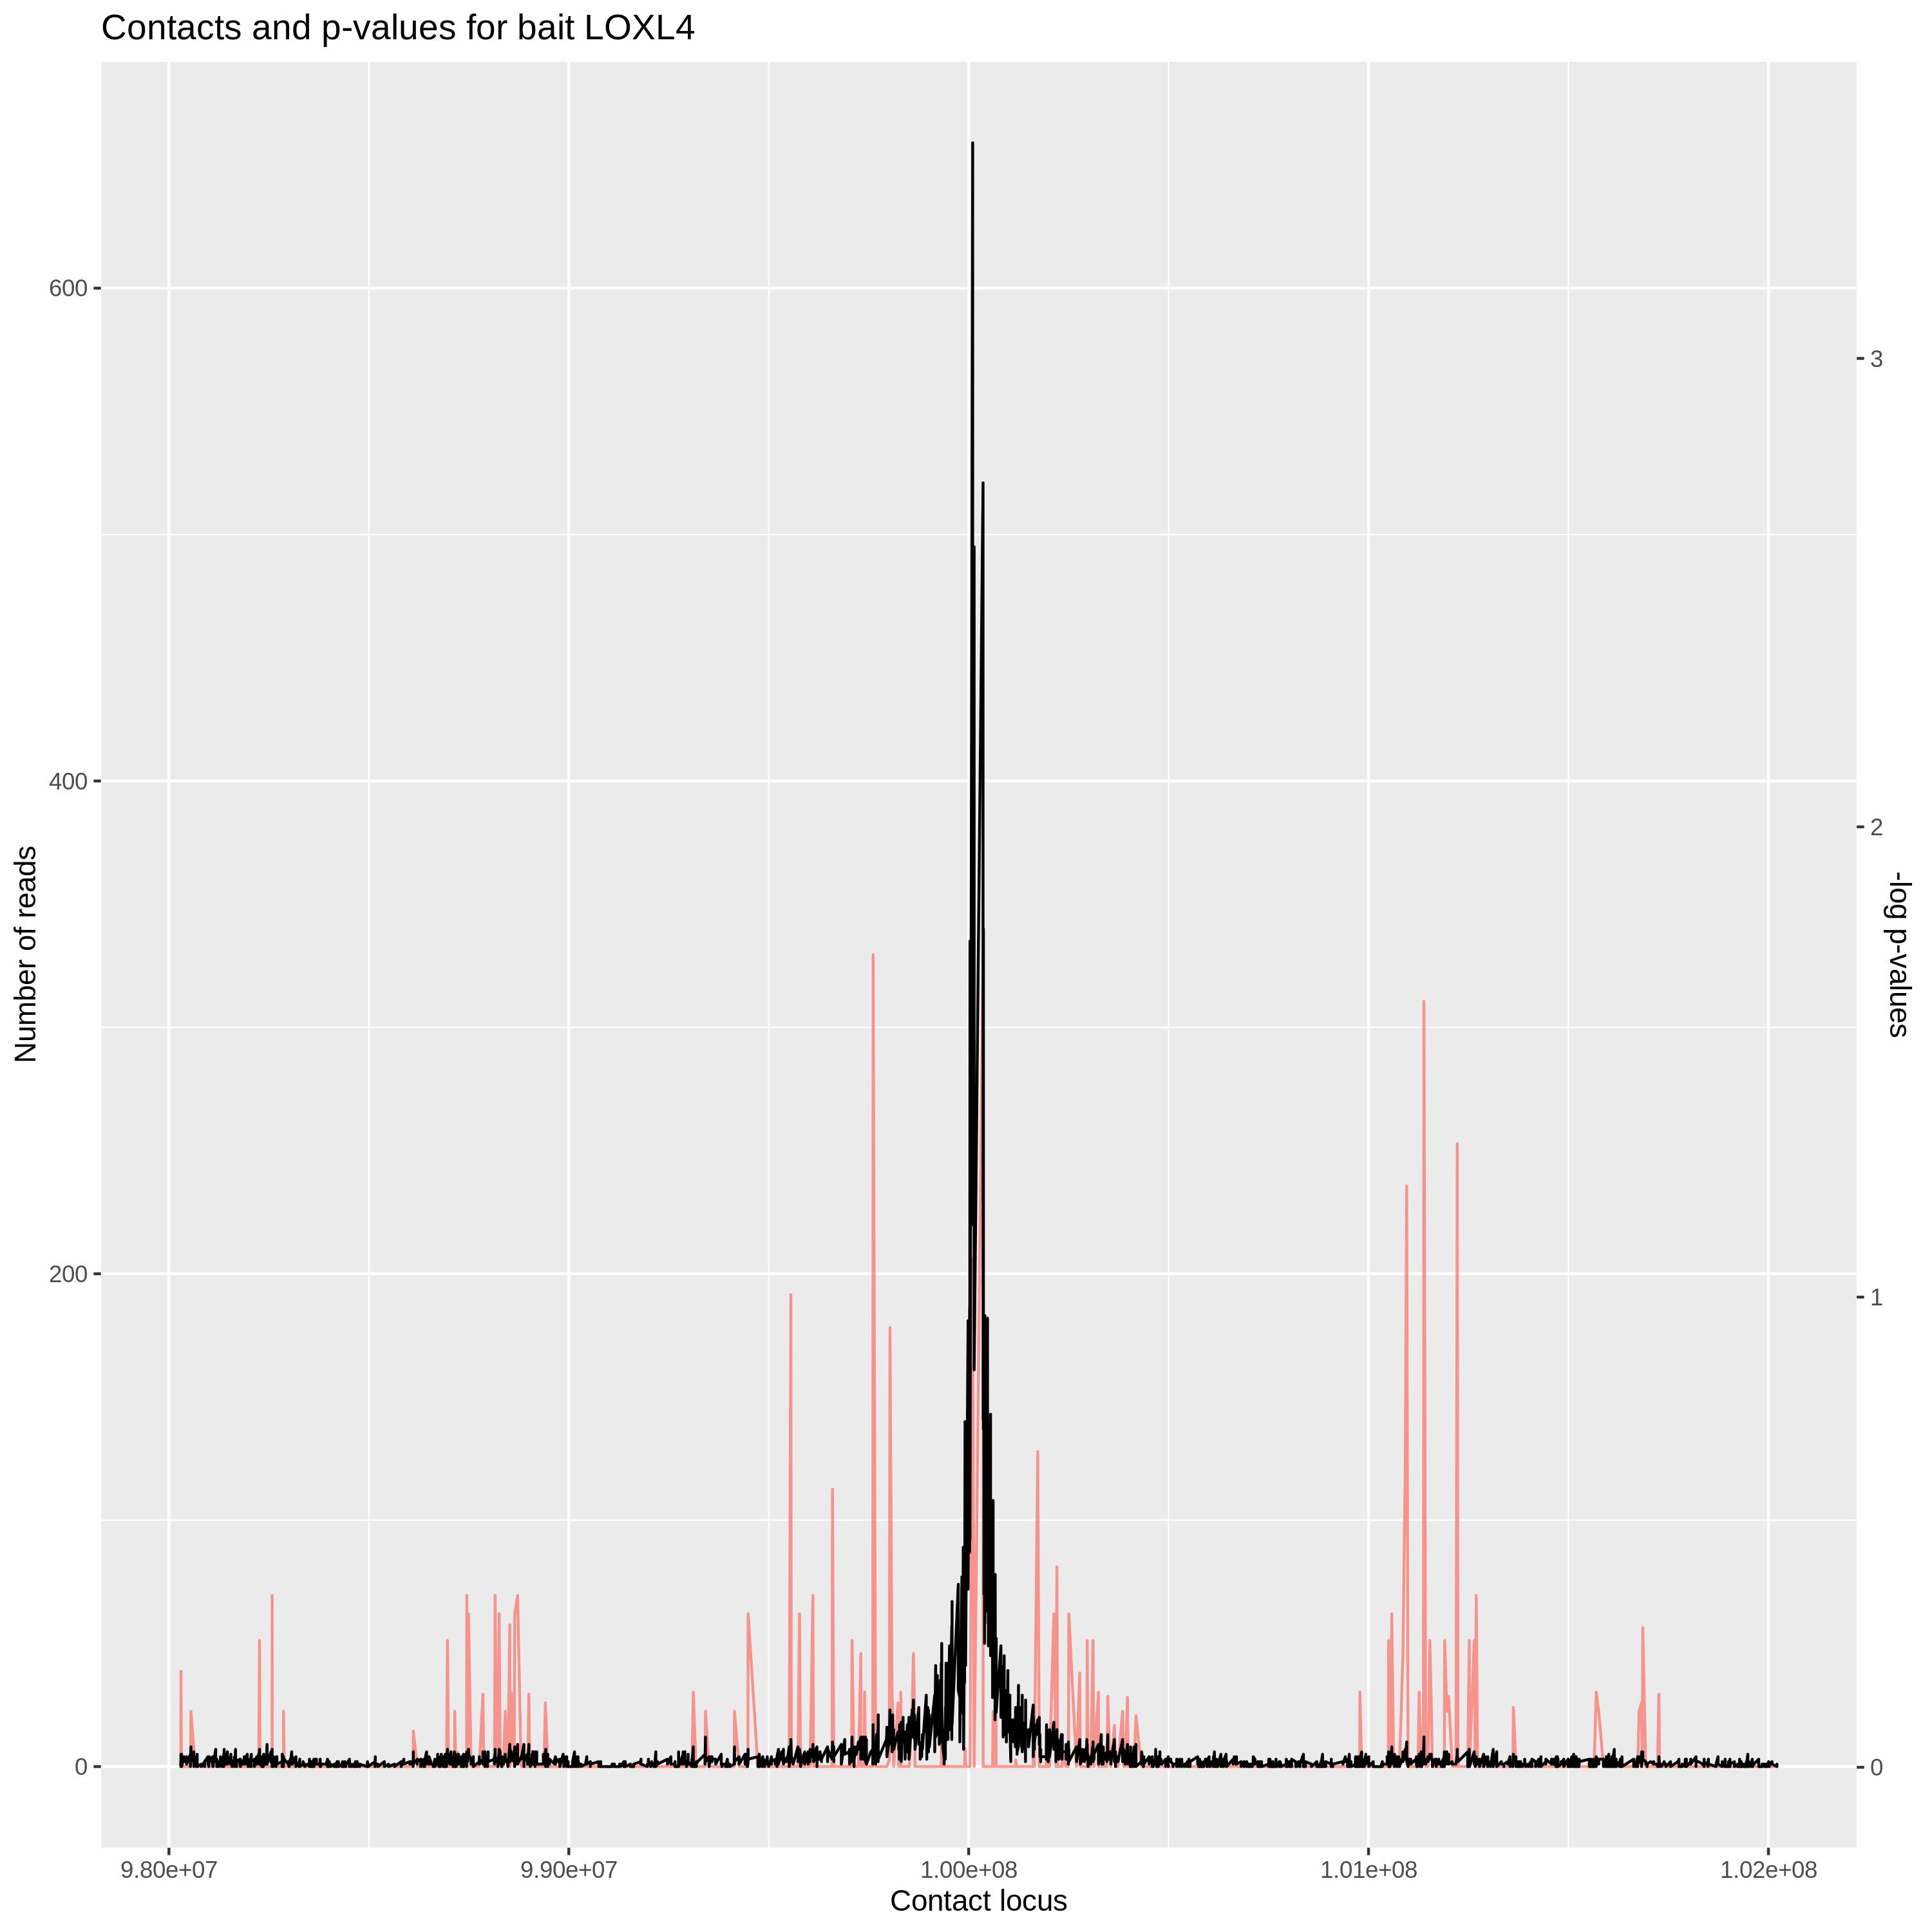 Contacts and p-values for bait LOXL4
600
400
200
0
Number of reads
3
2
1
0
-log p-values
9.80e+07
9.90e+07
1.00e+08
1.01e+08
1.02e+08
Contact locus